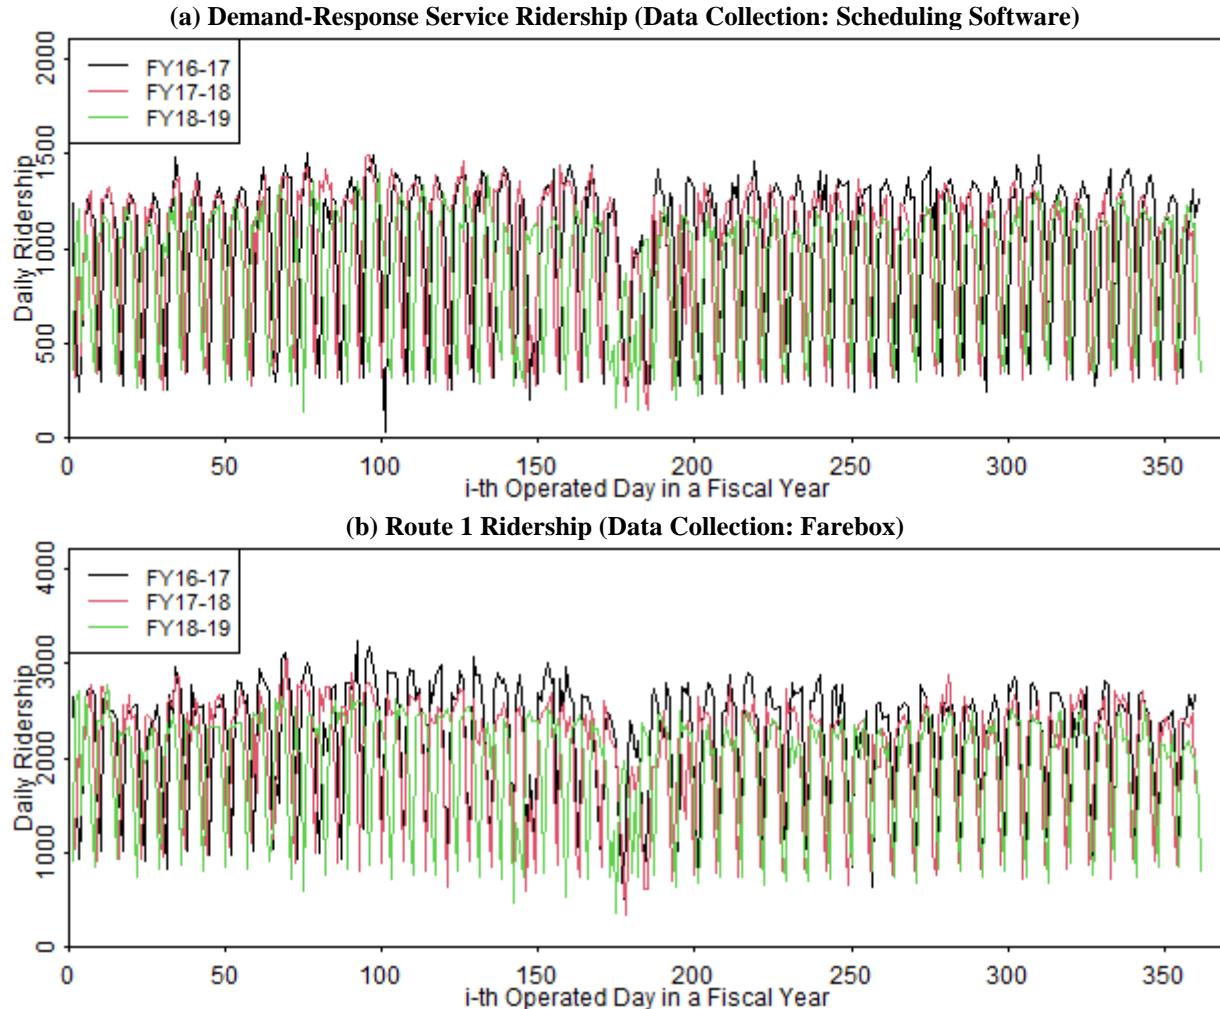 (a) Demand-Response Service Ridership (Data Collection: Scheduling Software)
FY16-17
FY17-18
FY18-19
Daily Ridership
0
500
1000
1500
2000
0 50 100 150 200 250 300 350
i-th Operated Day in a Fiscal Year
(b) Route 1 Ridership (Data Collection: Farebox)
FY16-17
FY17-18
FY18-19
Daily Ridership
0
1000
2000
3000
4000
0 50 100 150 200 250 300 350
i-th Operated Day in a Fiscal Year